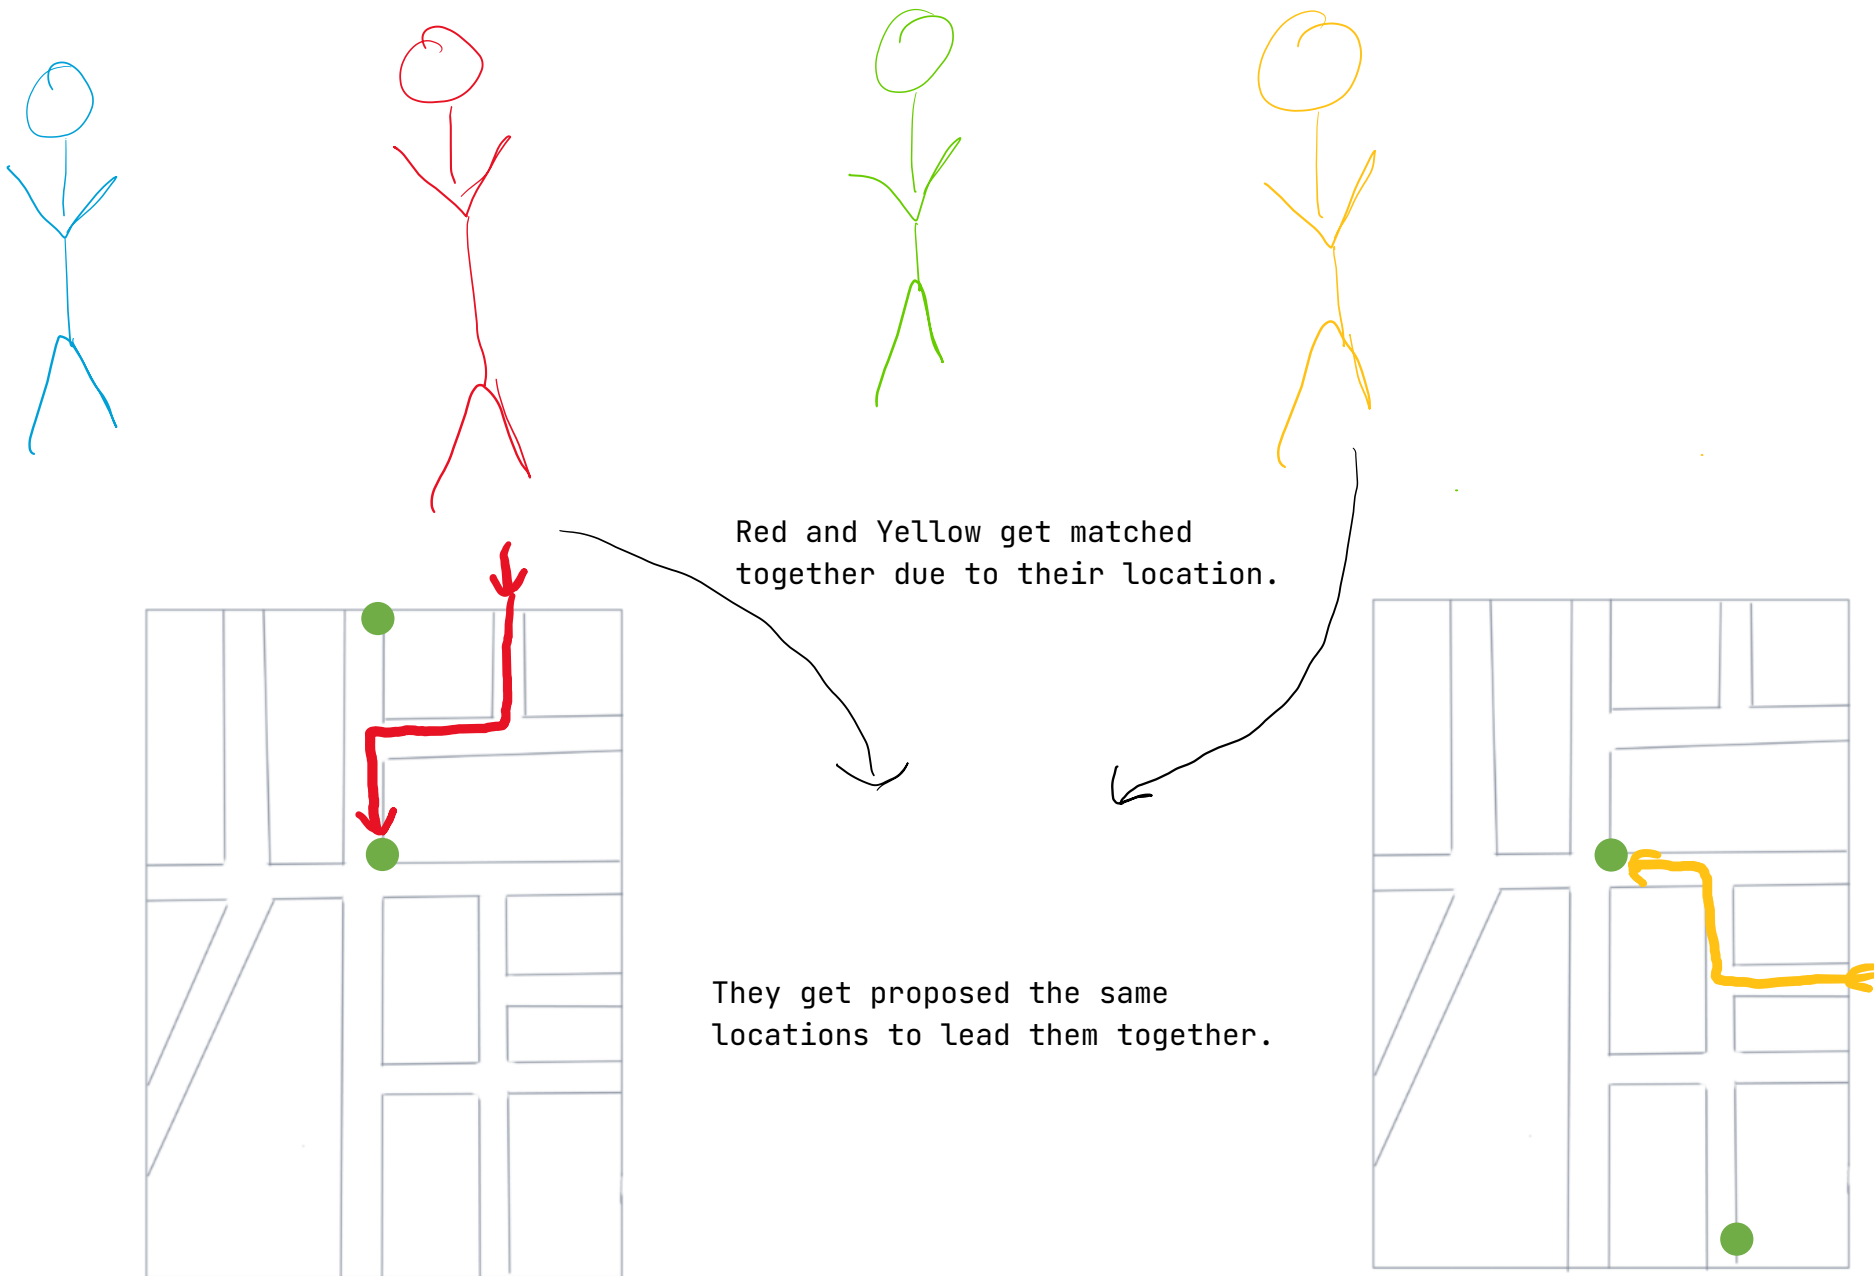 Red and Yellow get matched
together due to their location.
They get proposed the same
locations to lead them together.